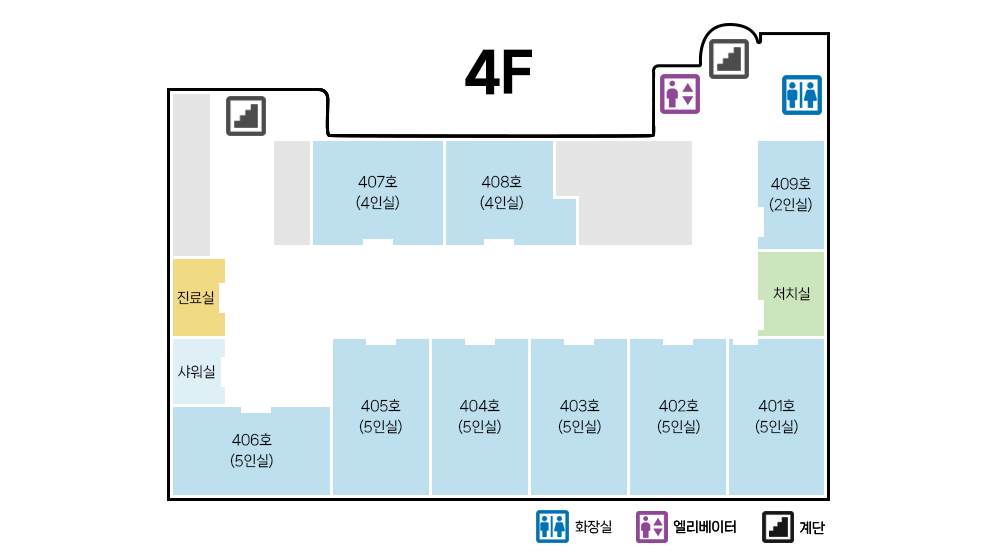 4F
407호
(4인실)
408호
(4인실)
409호
(2인실)
진료실
처치실
샤워실
406호
(5인실)
405호
(5인실)
404호
(5인실)
403호
(5인실)
402호
(5인실)
401호
(5인실)
화장실
엘리베이터
계단